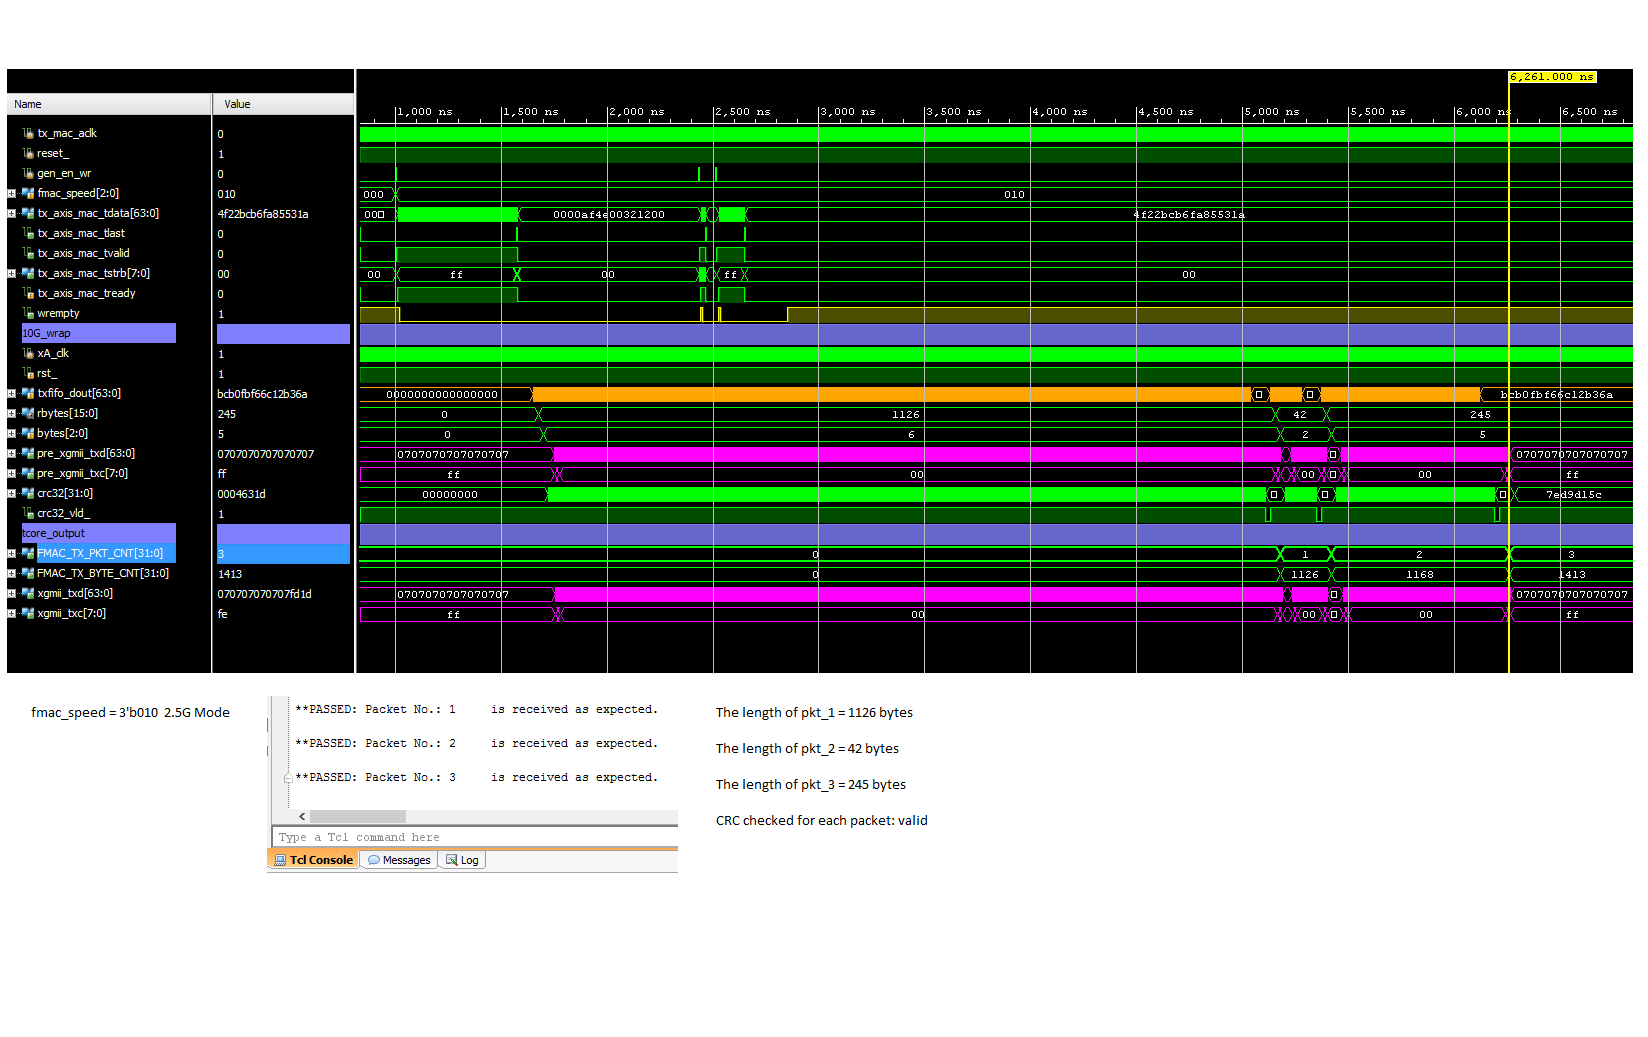 6,261.000 ns
Name Value
1,000 ns 1,500 ns 2,000 ns 2,500 ns 3,000 ns 3,500 ns 4,000 ns 4,500 ns 5,000 ns 5,500 ns 6,000 ns 6,500 ns
tx_mac_aclk 0
reset_ 1
gen_en_wr 0
fmac_speed[2:0] 010 000 010
tx_axis_mac_tdata[63:0] 4f22bcb6fa85531a 00 0000af4e00321200 4f22bcb6fa85531a
tx_axis_mac_tlast 0
tx_axis_mac_tvalid 0
tx_axis_mac_tstrb[7:0] 00 00 ff 00 ff 00
tx_axis_mac_tready 0
wrempty 1
10G_wrap
xA_clk 1
rst_ 1
txfifo_dout[63:0] bcb0fbf66c12b36a 0000000000000000 bcb0fbf66c12b36a
rbytes[15:0] 245 0 1126 42 245
bytes[2:0] 5 0 6 2 5
pre_xgmii_txd[63:0] 0707070707070707 0707070707070707 0707070707070707
pre_xgmii_txc[7:0] ff ff 00 00 00 ff
crc32[31:0] 0004631d 00000000 7ed9d15c
crc32_vld_ 1
tcore_output
FMAC_TX_PKT_CNT[31:0] 3 0 1 2 3
FMAC_TX_BYTE_CNT[31:0] 1413 0 1126 1168 1413
xgmii_txd[63:0] 070707070707fd1d 0707070707070707 0707070707070707
xgmii_txc[7:0] fe ff 00 00 00 ff
fmac_speed = 3'b010 2.5G Mode
**PASSED: Packet No.: 1 is received as expected.
**PASSED: Packet No.: 2 is received as expected.
**PASSED: Packet No.: 3 is received as expected.
Type a Tcl command here
Tcl Console Messages Log
The length of pkt_1 = 1126 bytes
The length of pkt_2 = 42 bytes
The length of pkt_3 = 245 bytes
CRC checked for each packet: valid